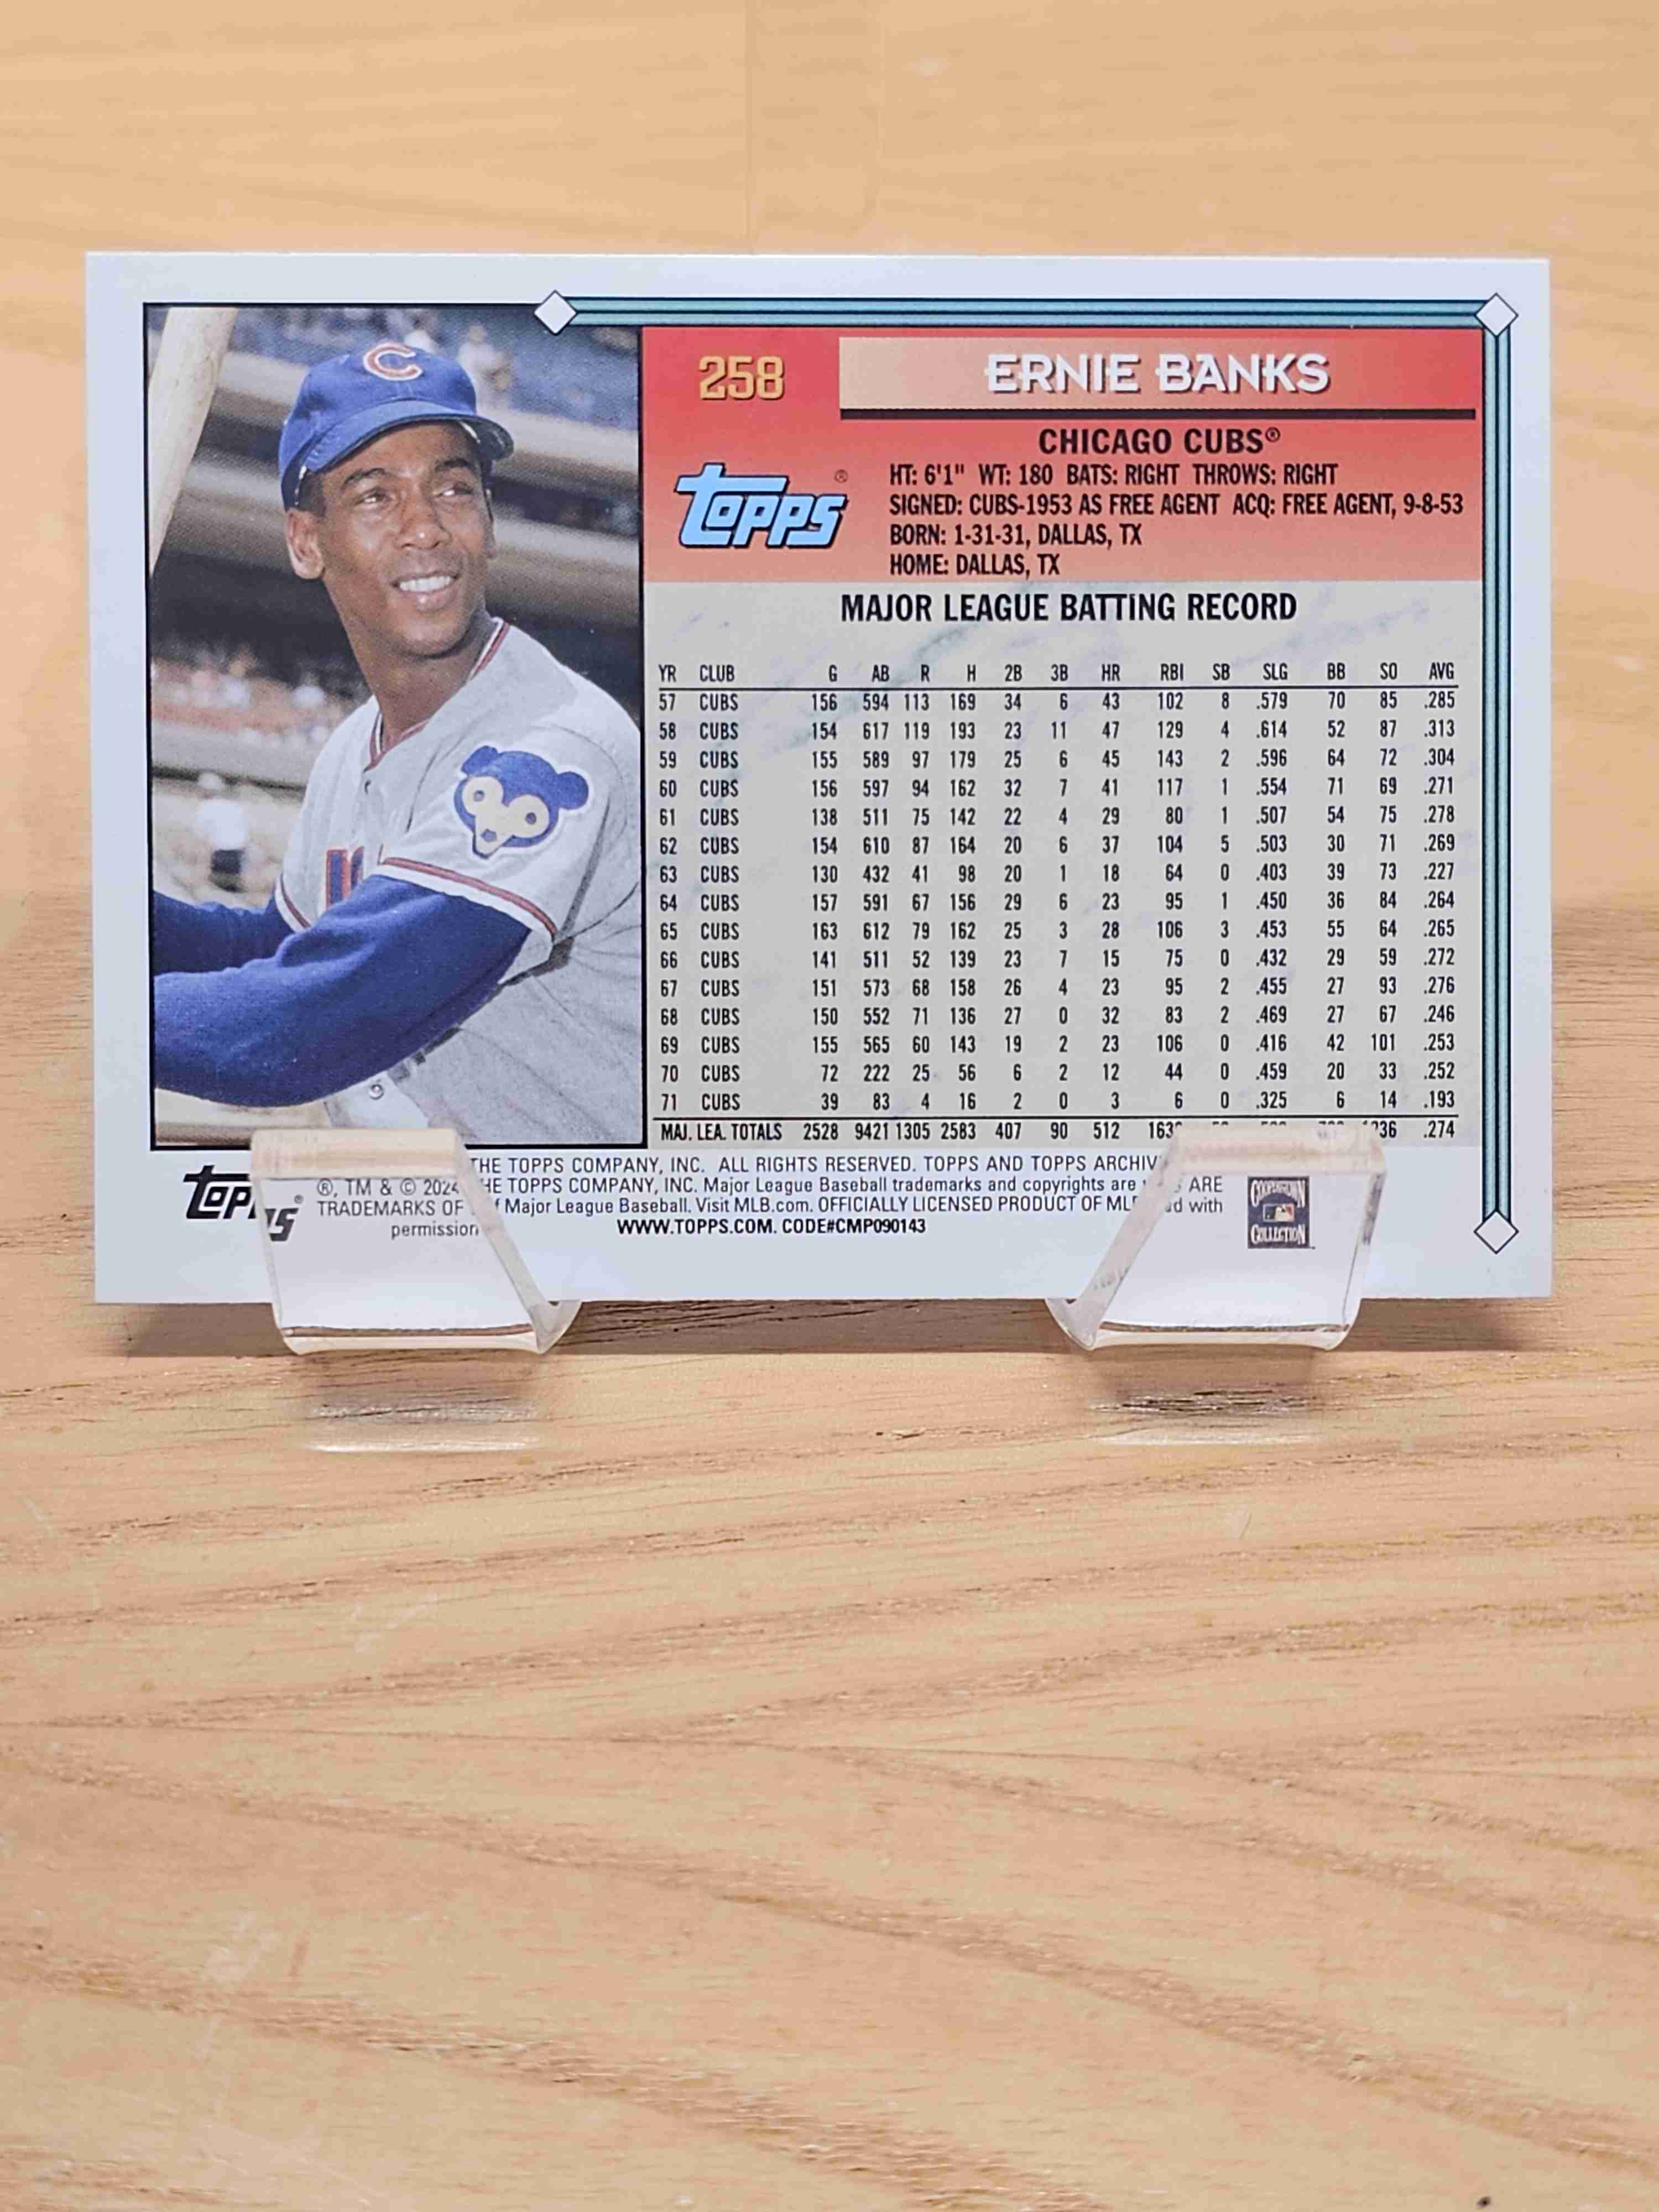 C
258
ERNIE BANKS
CHICAGO CUBS®
topps®
HT: 6'1" WT: 180 BATS: RIGHT THROWS: RIGHT
SIGNED: CUBS-1953 AS FREE AGENT ACQ: FREE AGENT, 9-8-53
BORN: 1-31-31, DALLAS, TX
HOME: DALLAS, TX
MAJOR LEAGUE BATTING RECORD
YR CLUB G AB R H 2B 3B HR RBI SB SLG BB SO AVG
57 CUBS 156 594 113 169 34 6 43 102 8 .579 70 85 .285
58 CUBS 154 617 119 193 23 11 47 129 4 .614 52 87 .313
59 CUBS 155 589 97 179 25 6 45 143 2 .596 64 72 .304
60 CUBS 156 597 94 162 32 7 41 117 1 .554 71 69 .271
61 CUBS 138 511 75 142 22 4 29 80 1 .507 54 75 .278
62 CUBS 154 610 87 164 20 6 37 104 5 .503 30 71 .269
63 CUBS 130 432 41 98 20 1 18 64 0 .403 39 73 .227
64 CUBS 157 591 67 156 29 6 23 95 1 .450 36 84 .264
65 CUBS 163 612 79 162 25 3 28 106 3 .453 55 64 .265
66 CUBS 141 511 52 139 23 7 15 75 0 .432 29 59 .272
67 CUBS 151 573 68 158 26 4 23 95 2 .455 27 93 .276
68 CUBS 150 552 71 136 27 0 32 83 2 .469 27 67 .246
69 CUBS 155 565 60 143 19 2 23 106 0 .416 42 101 .253
70 CUBS 72 222 25 56 6 2 12 44 0 .459 20 33 .252
71 CUBS 39 83 4 16 2 0 3 6 0 .325 6 14 .193
MAJ. LEA. TOTALS 2528 9421 1305 2583 407 90 512 .274
THE TOPPS COMPANY, INC. ALL RIGHTS RESERVED. TOPPS AND TOPPS
topps®
®, TM & © 2024 THE TOPPS COMPANY, INC. Major League Baseball trademarks and copyrights are ARE
TRADEMARKS OF of Major League Baseball. Visit MLB.com. OFFICIALLY LICENSED PRODUCT OF with
permission
WWW.TOPPS.COM. CODE#CMP090143
COOPERSTOWN
COLLECTION